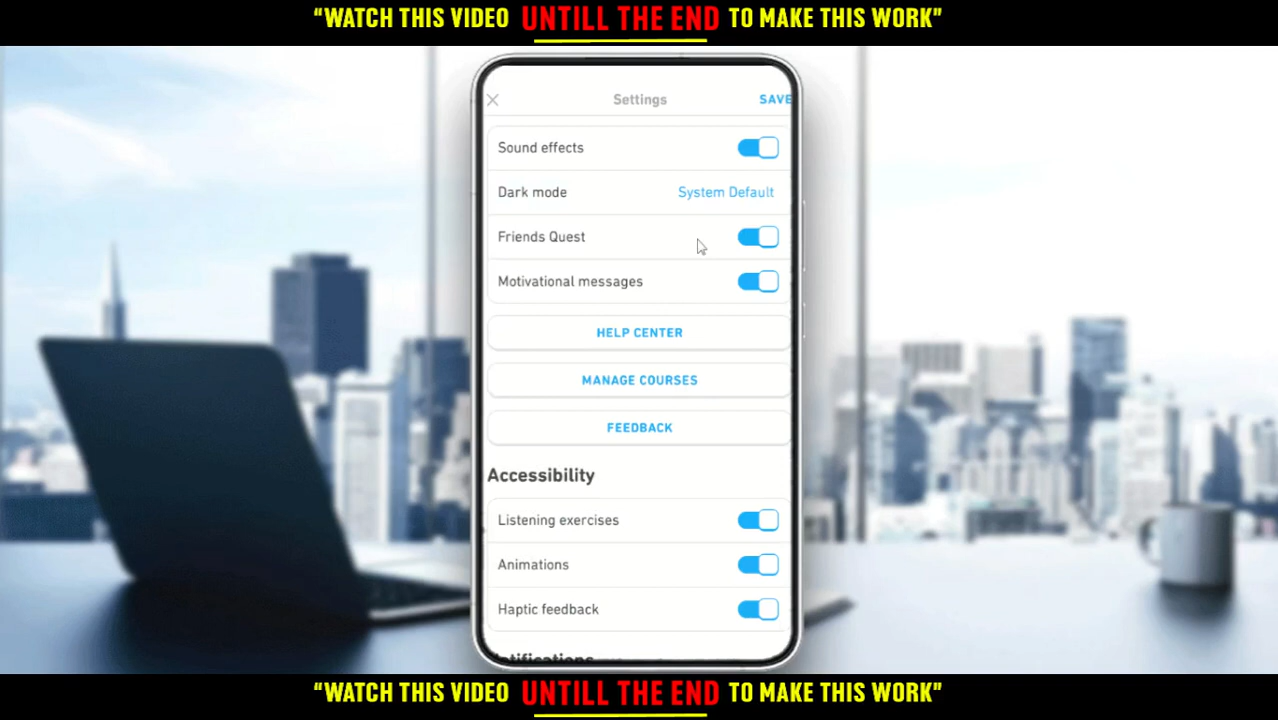 “WATCH THIS VIDEO UNTILL THE END TO MAKE THIS WORK”
Settings SAVE
Sound effects
Dark mode System Default
Friends Quest
Motivational messages
HELP CENTER
MANAGE COURSES
FEEDBACK
Accessibility
Listening exercises
Animations
Haptic feedback
Notifications
“WATCH THIS VIDEO UNTILL THE END TO MAKE THIS WORK”